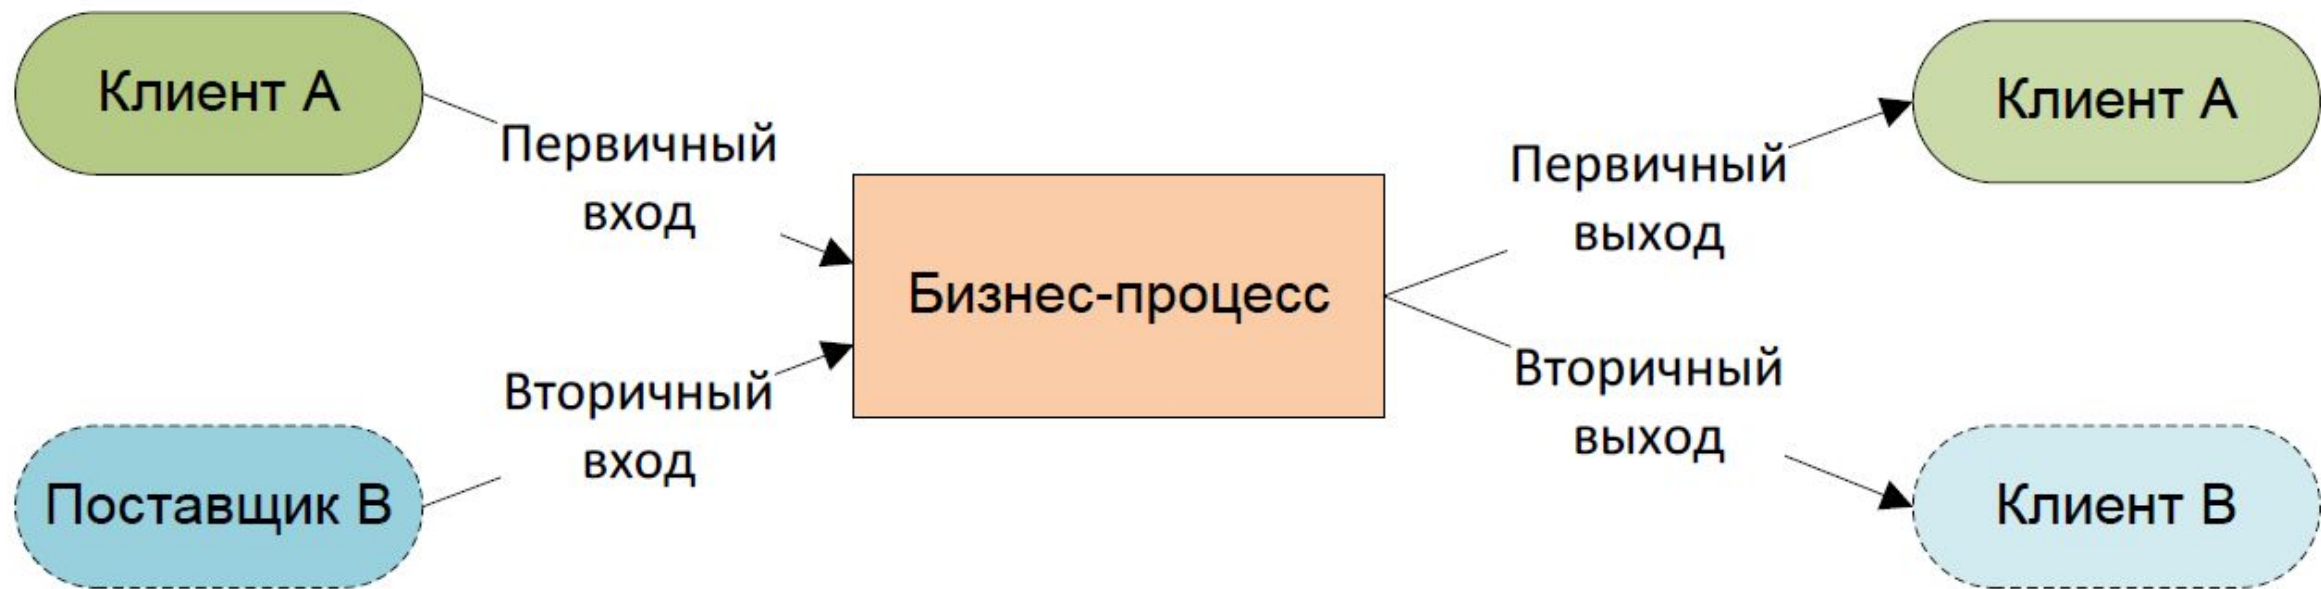 Клиент А
Первичный
вход
Поставщик В
Вторичный
вход
Бизнес-процесс
Первичный
выход
Клиент А
Вторичный
выход
Клиент В